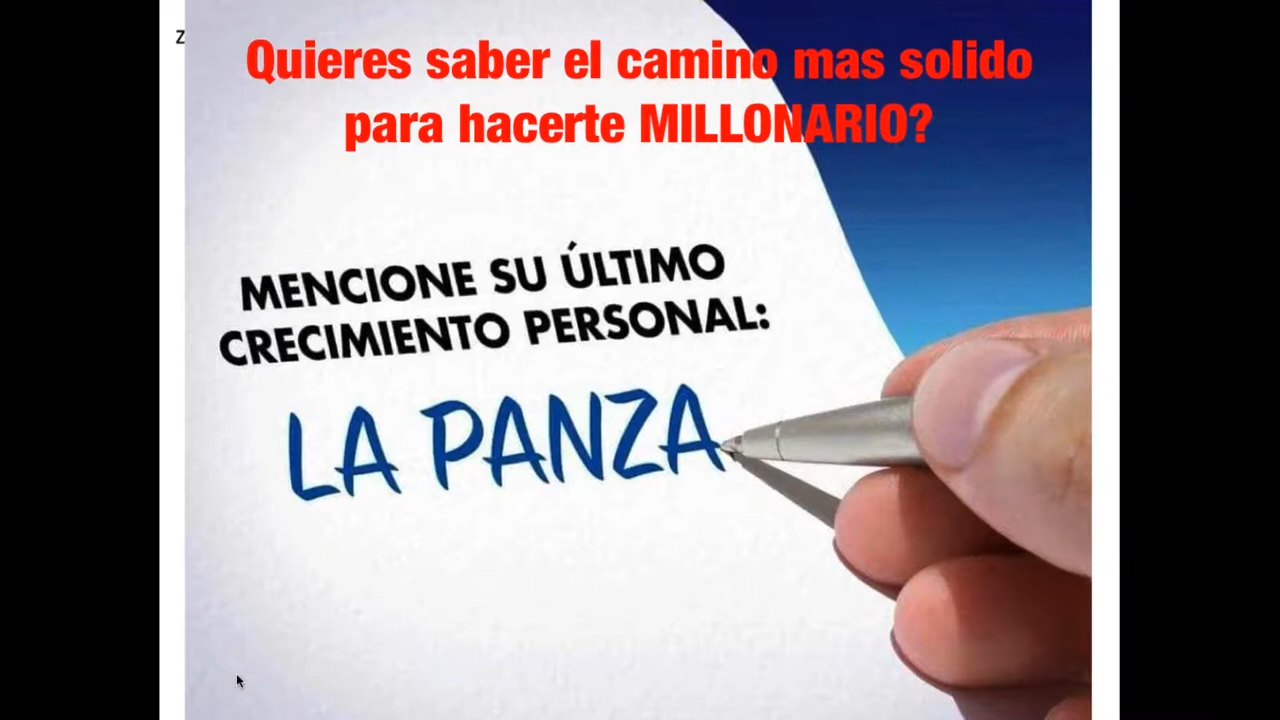 Z
Quieres saber el camino mas solido
para hacerte MILLONARIO?
MENCIONE SU ÚLTIMO
CRECIMIENTO PERSONAL:
LA PANZA